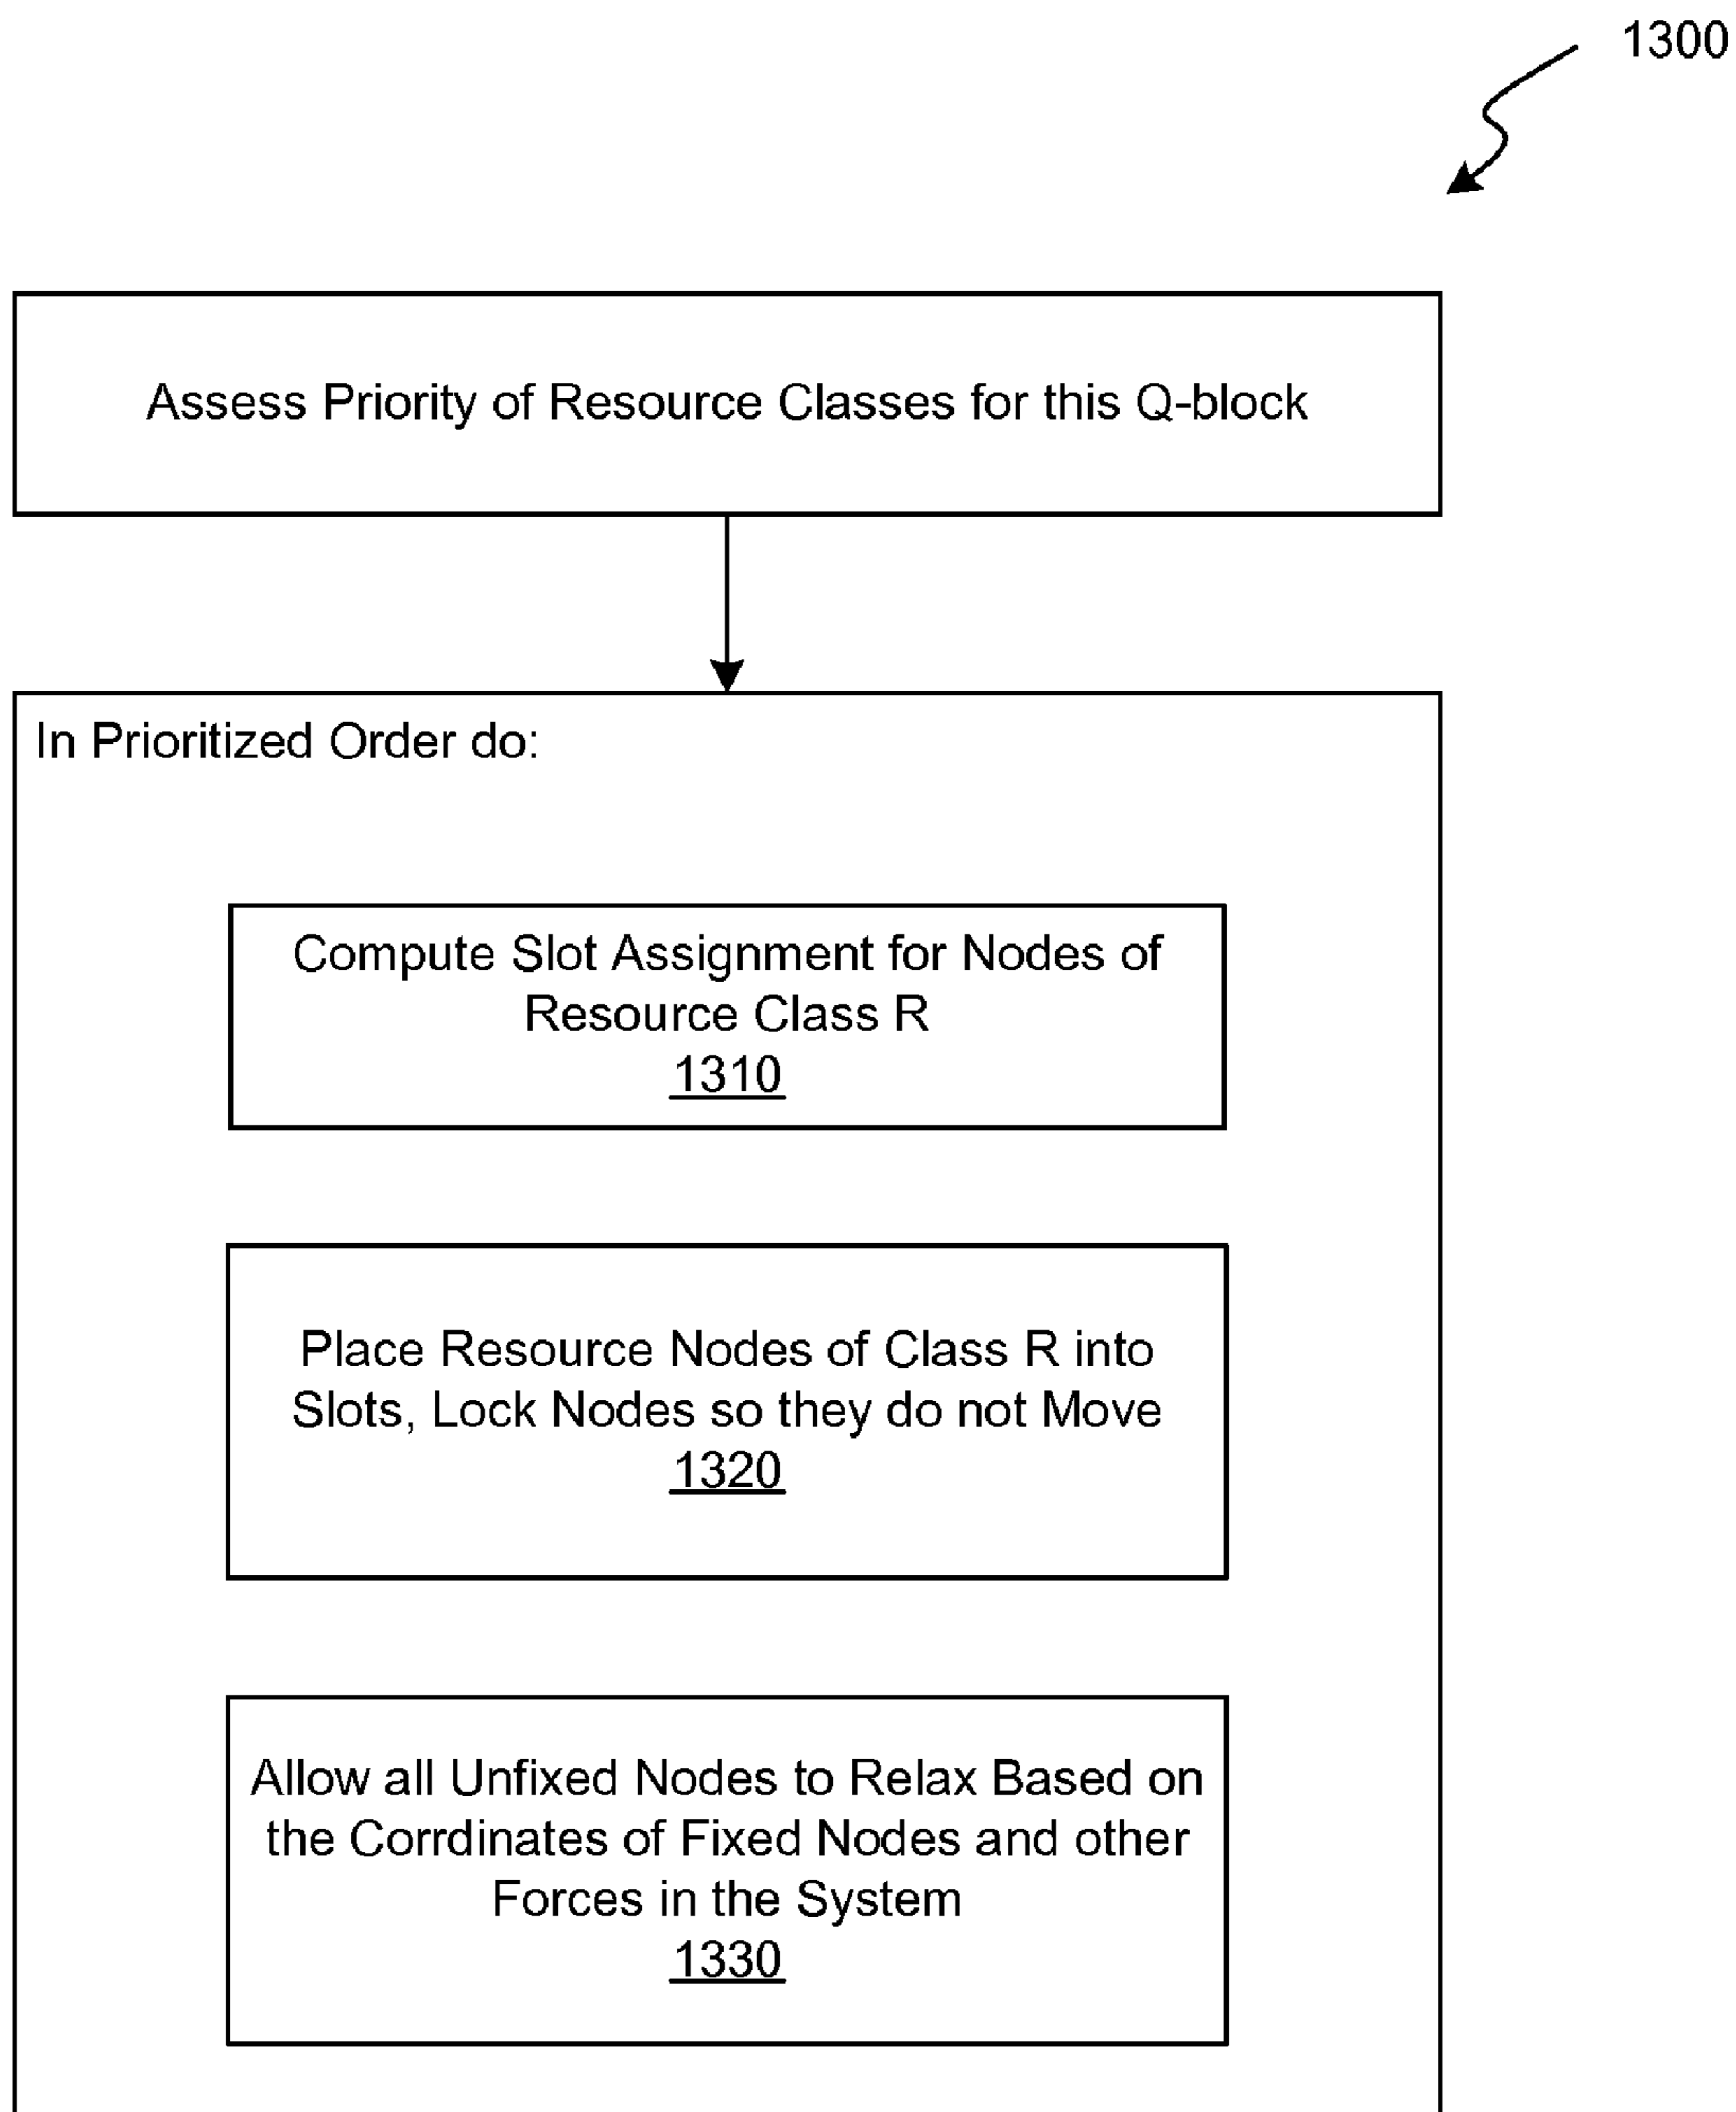 1300
Assess Priority of Resource Classes for this Q-block
In Prioritized Order do:
Compute Slot Assignment for Nodes of
Resource Class R
1310
Place Resource Nodes of Class R into
Slots, Lock Nodes so they do not Move
1320
Allow all Unfixed Nodes to Relax Based on
the Corrdinates of Fixed Nodes and other
Forces in the System
1330